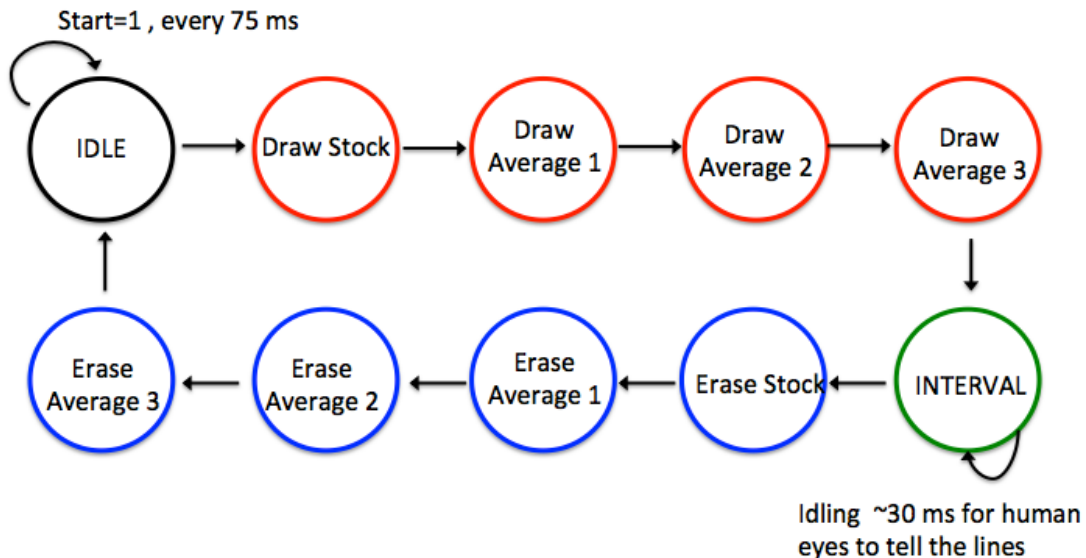 Start=1 , every 75 ms
IDLE
Draw Stock
Draw
Average 1
Draw
Average 2
Draw
Average 3
Erase
Average 3
Erase
Average 2
Erase
Average 1
Erase Stock
INTERVAL
Idling ~30 ms for human
eyes to tell the lines